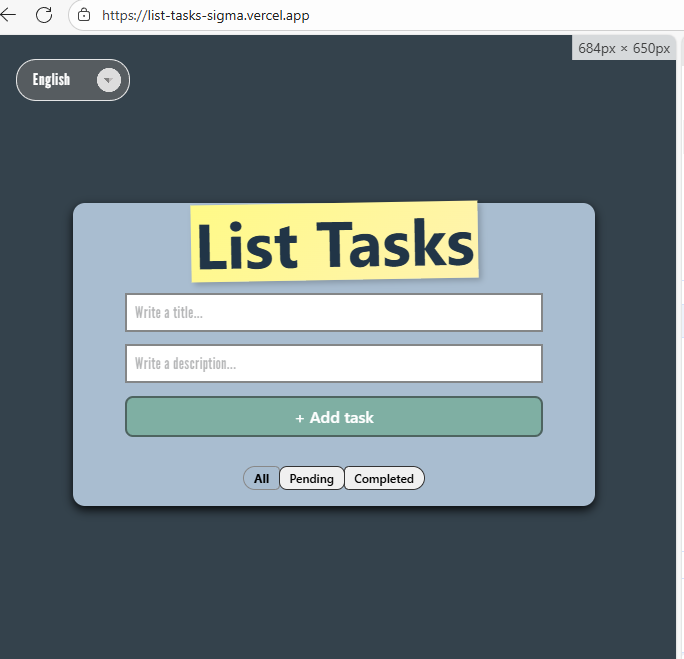 https://list-tasks-sigma.vercel.app
684px × 650px
English
List Tasks
Write a title...
Write a description...
+ Add task
All Pending Completed